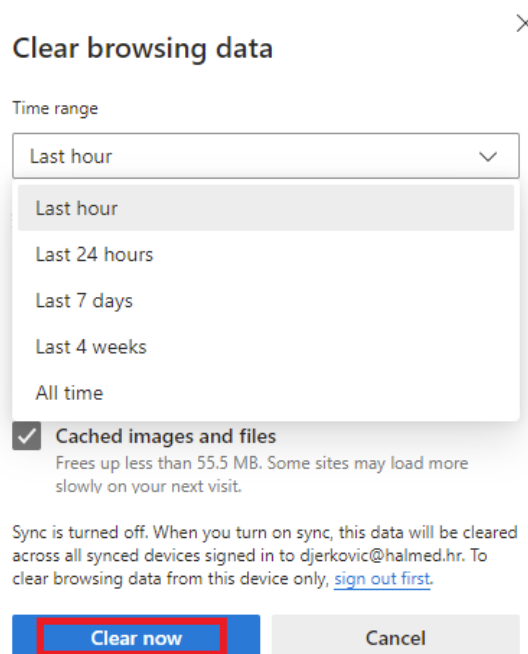 Clear browsing data
Time range
Last hour
Last hour
Last 24 hours
Last 7 days
Last 4 weeks
All time
Cached images and files
Frees up less than 55.5 MB. Some sites may load more
slowly on your next visit.
Sync is turned off. When you turn on sync, this data will be cleared
across all synced devices signed in to djerkovic@halmed.hr. To
clear browsing data from this device only, sign out first.
Clear now
Cancel